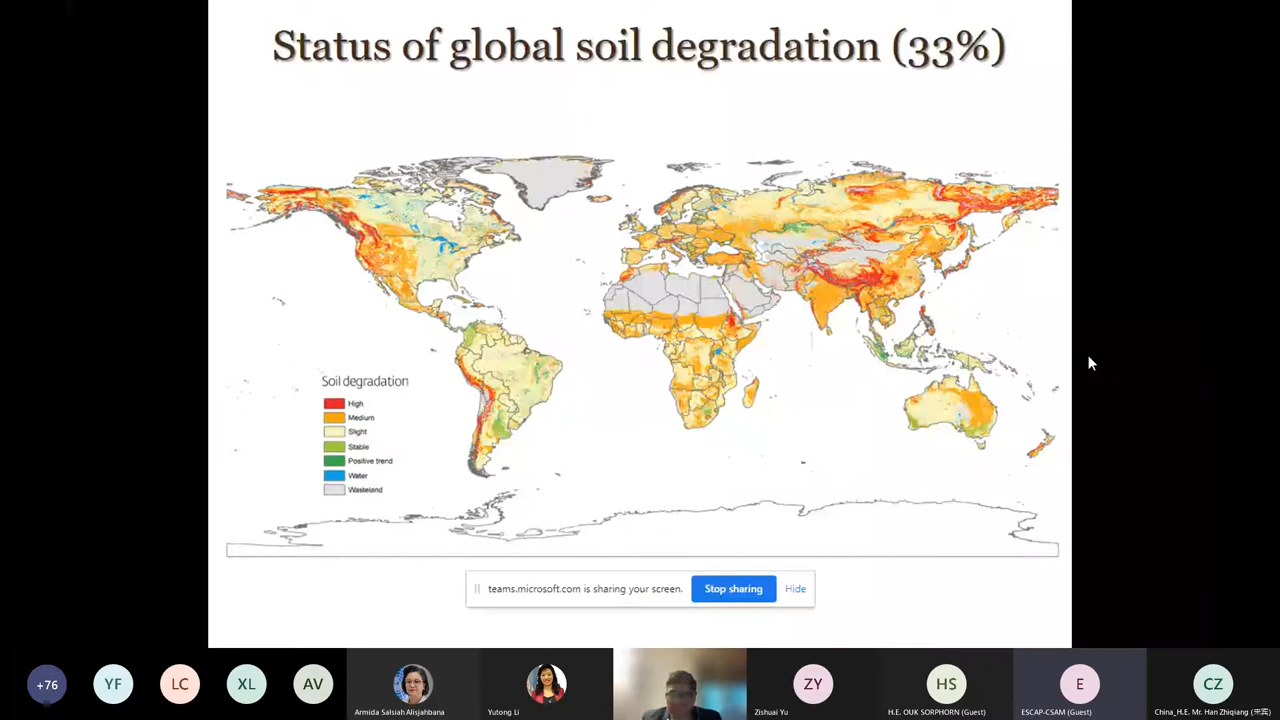 Status of global soil degradation (33%)
Soil degradation
High
Medium
Slight
Stable
Positive trend
Water
Wasteland
teams.microsoft.com is sharing your screen.
Stop sharing
Hide
+76
YF
LC
XL
AV
Armida Salsiah Alisjahbana
Yutong Li
ZY
Zishuai Yu
HS
H.E. OUK SORPHORN (Guest)
E
ESCAP-CSAM (Guest)
CZ
China_H.E. Mr. Han Zhiqiang (来宾)